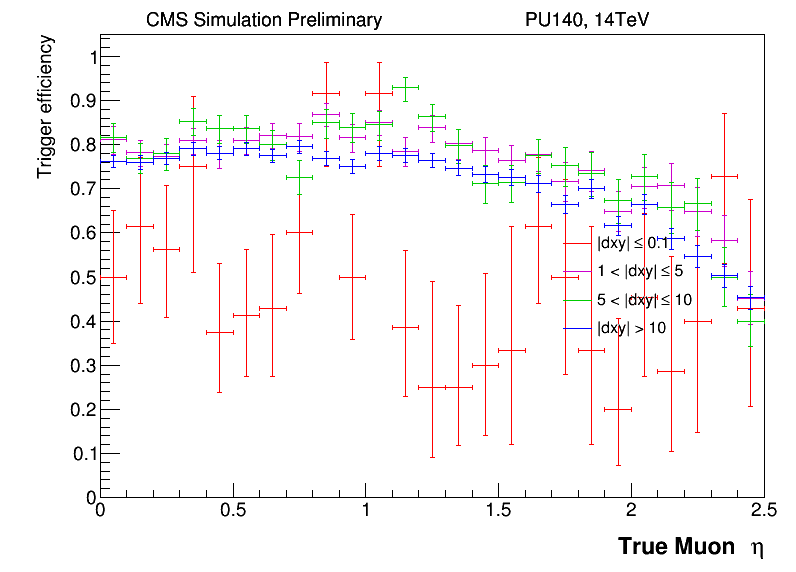 CMS Simulation Preliminary PU140, 14TeV
Trigger efficiency
1
0.9
0.8
0.7
0.6
0.5
0.4
0.3
0.2
0.1
0
|dxy| ≤ 0.1
1 < |dxy| ≤ 5
5 < |dxy| ≤ 10
|dxy| > 10
0 0.5 1 1.5 2 2.5
True Muon η